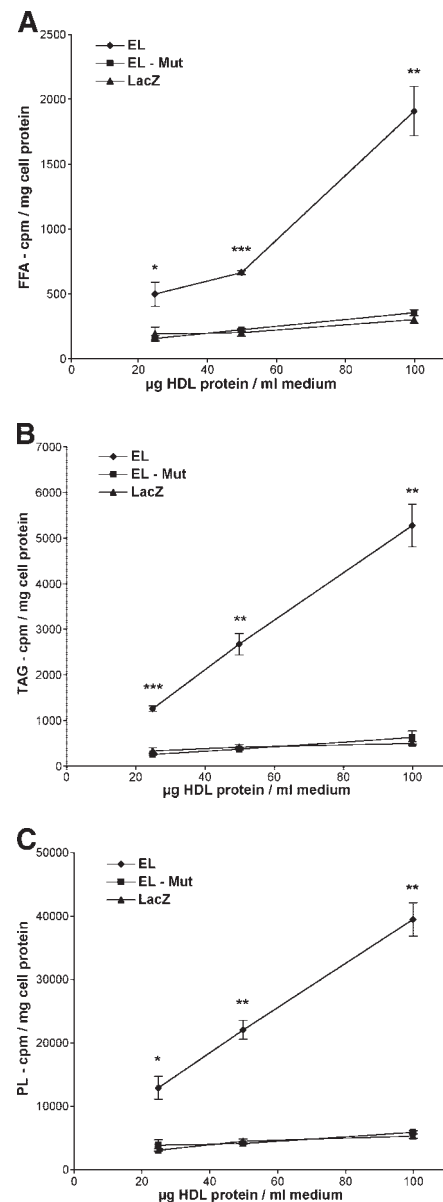 A
2500
2000
1500
1000
500
0
FFA - cpm / mg cell protein
EL
EL - Mut
LacZ
*
***
**
0 20 40 60 80 100
µg HDL protein / ml medium
B
7000
6000
5000
4000
3000
2000
1000
0
TAG - cpm / mg cell protein
EL
EL - Mut
LacZ
***
**
**
0 20 40 60 80 100
µg HDL protein / ml medium
C
50000
40000
30000
20000
10000
0
PL - cpm / mg cell protein
EL
EL - Mut
LacZ
*
**
**
0 20 40 60 80 100
µg HDL protein / ml medium